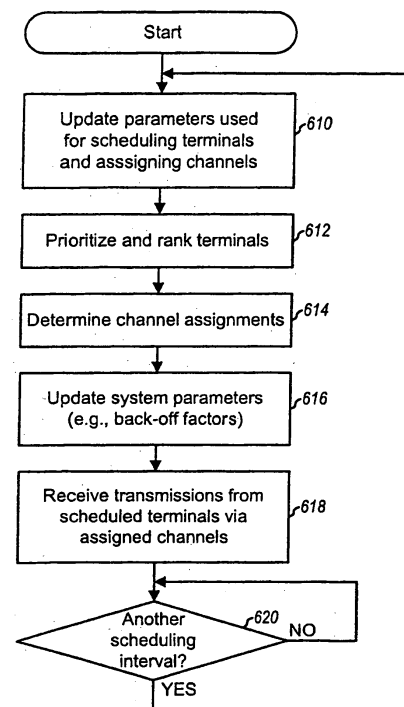 Start
Update parameters used
for scheduling terminals
and asssigning channels
610
Prioritize and rank terminals
612
Determine channel assignments
614
Update system parameters
(e.g., back-off factors)
616
Receive transmissions from
scheduled terminals via
assigned channels
618
Another
scheduling
interval?
620
NO
YES